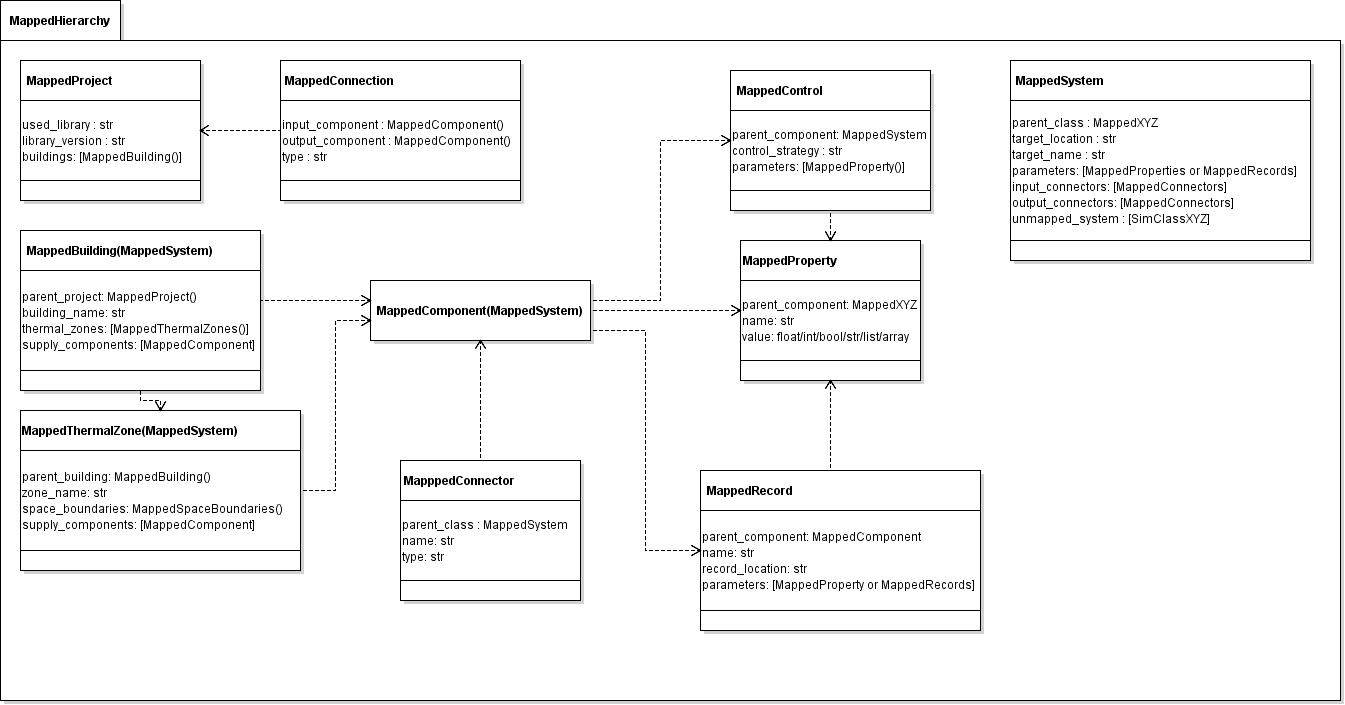 MappedHierarchy
MappedProject
used_library : str
library_version : str
buildings: [MappedBuilding()]
MappedConnection
input_component : MappedComponent()
output_component : MappedComponent()
type : str
MappedControl
parent_component: MappedSystem
control_strategy : str
parameters: [MappedProperty()]
MappedSystem
parent_class : MappedXYZ
target_location : str
target_name : str
parameters: [MappedProperties or MappedRecords]
input_connectors: [MappedConnectors]
output_connectors: [MappedConnectors]
unmapped_system : [SimClassXYZ]
MappedBuilding(MappedSystem)
parent_project: MappedProject()
building_name: str
thermal_zones: [MappedThermalZones()]
supply_components: [MappedComponent]
MappedComponent(MappedSystem)
MappedProperty
parent_component: MappedXYZ
name: str
value: float/int/bool/str/list/array
MappedThermalZone(MappedSystem)
parent_building: MappedBuilding()
zone_name: str
space_boundaries: MappedSpaceBoundaries()
supply_components: [MappedComponent]
MapppedConnector
parent_class : MappedSystem
name: str
type: str
MappedRecord
parent_component: MappedComponent
name: str
record_location: str
parameters: [MappedProperty or MappedRecords]